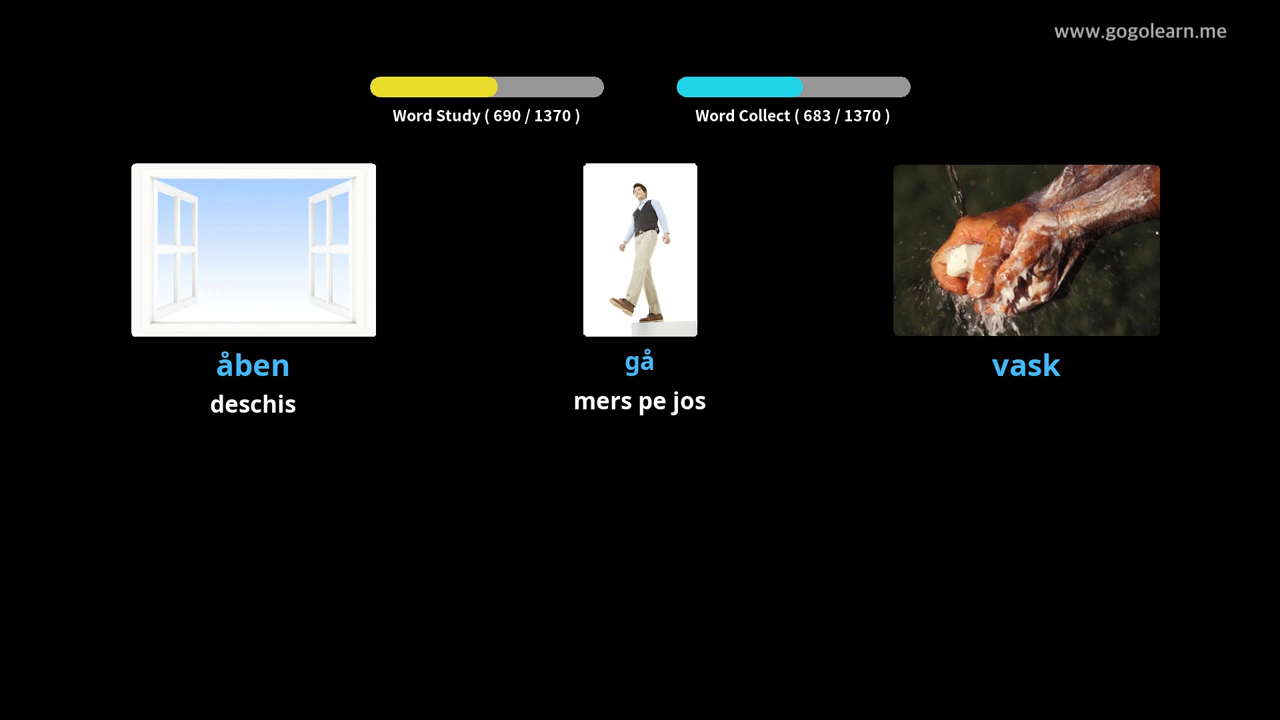 www.gogolearn.me
Word Study ( 690 / 1370 )
Word Collect ( 683 / 1370 )
åben
gå
vask
deschis
mers pe jos